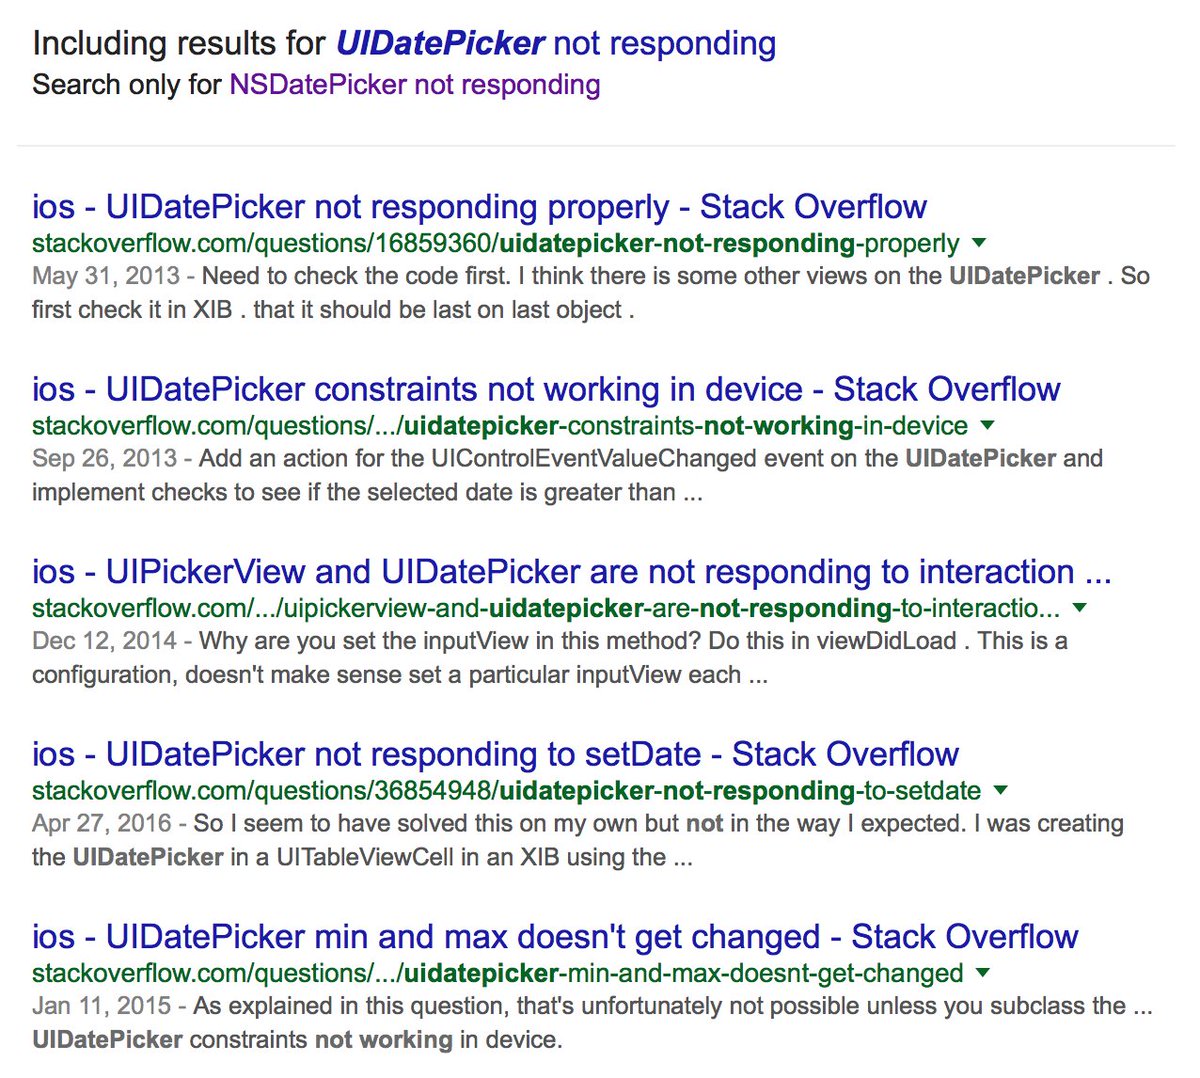 Including results for UIDatePicker not responding
Search only for NSDatePicker not responding
ios - UIDatePicker not responding properly - Stack Overflow
stackoverflow.com/questions/16859360/uidatepicker-not-responding-properly
May 31, 2013 - Need to check the code first. I think there is some other views on the UIDatePicker . So
first check it in XIB . that it should be last on last object .
ios - UIDatePicker constraints not working in device - Stack Overflow
stackoverflow.com/questions/.../uidatepicker-constraints-not-working-in-device
Sep 26, 2013 - Add an action for the UIControlEventValueChanged event on the UIDatePicker and
implement checks to see if the selected date is greater than ...
ios - UIPickerView and UIDatePicker are not responding to interaction ...
stackoverflow.com/.../uipickerview-and-uidatepicker-are-not-responding-to-interactio...
Dec 12, 2014 - Why are you set the inputView in this method? Do this in viewDidLoad . This is a
configuration, doesn't make sense set a particular inputView each ...
ios - UIDatePicker not responding to setDate - Stack Overflow
stackoverflow.com/questions/36854948/uidatepicker-not-responding-to-setdate
Apr 27, 2016 - So I seem to have solved this on my own but not in the way I expected. I was creating
the UIDatePicker in a UITableViewCell in an XIB using the ...
ios - UIDatePicker min and max doesn't get changed - Stack Overflow
stackoverflow.com/questions/.../uidatepicker-min-and-max-doesnt-get-changed
Jan 11, 2015 - As explained in this question, that's unfortunately not possible unless you subclass the ...
UIDatePicker constraints not working in device.